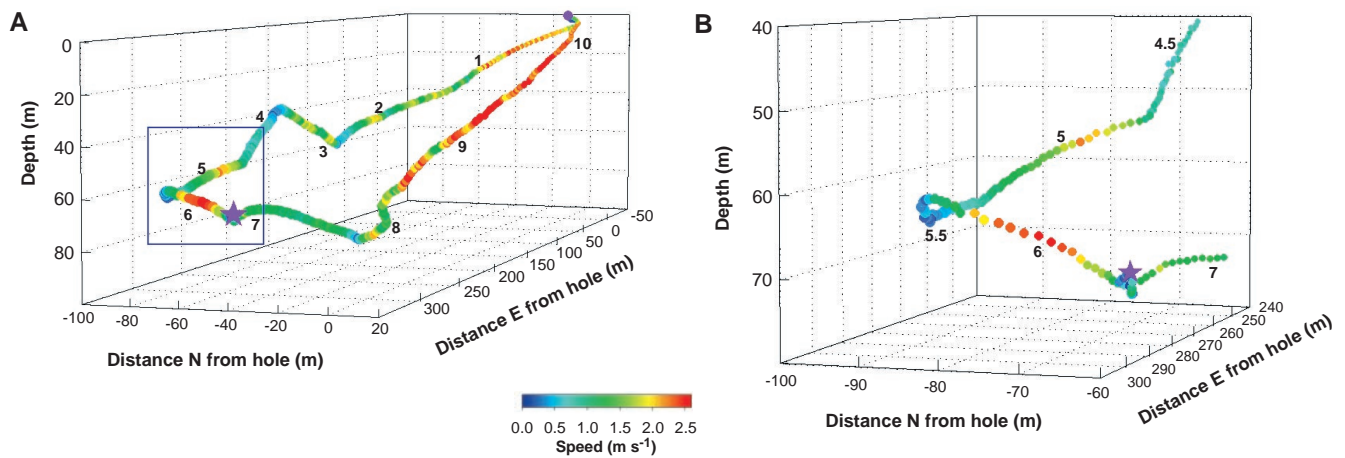 A
0
20
40
60
80
Depth (m)
-100 -80 -60 -40 -20 0 20
Distance N from hole (m)
300 250 200 150 100 50 0 -50
Distance E from hole (m)
1
2
3
4
5
6
7
8
9
10
0.0 0.5 1.0 1.5 2.0 2.5
Speed (m s-1)
B
40
50
60
70
Depth (m)
-100 -90 -80 -70 -60
Distance N from hole (m)
300 290 280 270 260 250 240
Distance E from hole (m)
4.5
5
5.5
6
7